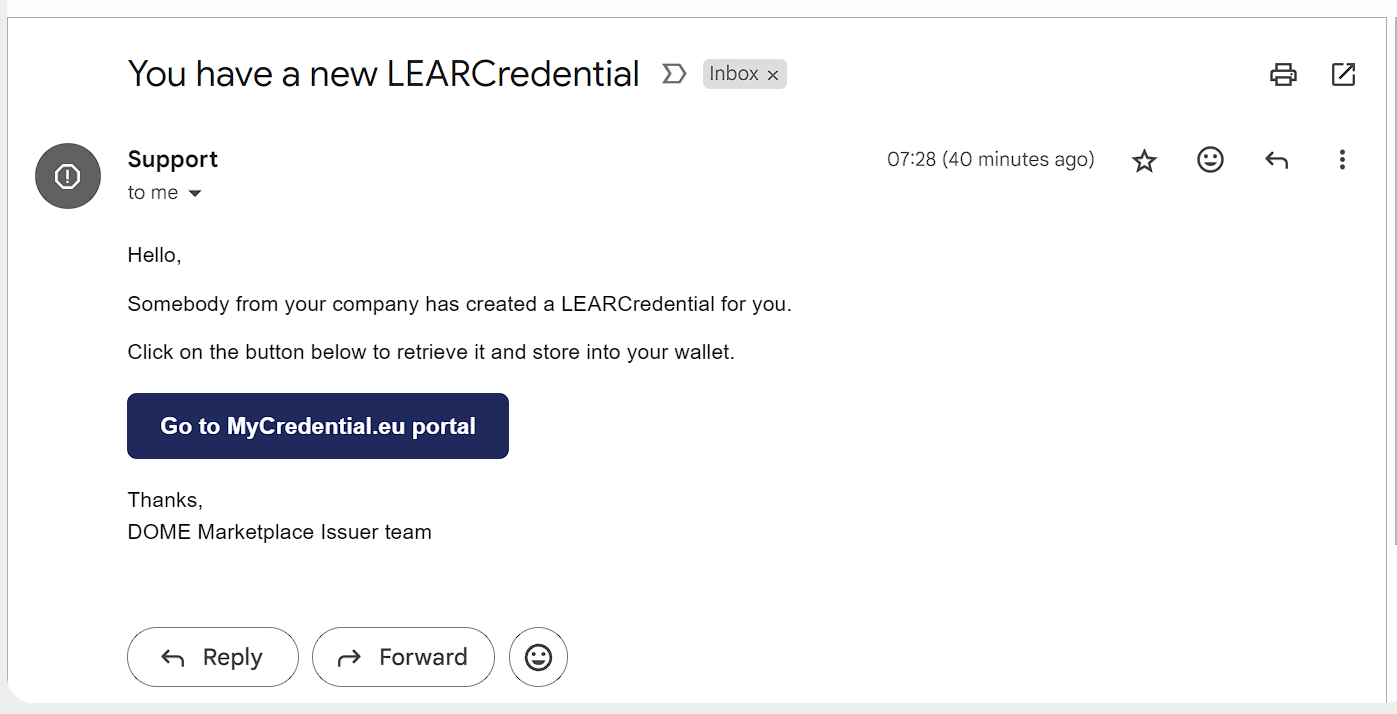 You have a new LEARCredential
Inbox ×
Support
07:28 (40 minutes ago)
to me
Hello,
Somebody from your company has created a LEARCredential for you.
Click on the button below to retrieve it and store into your wallet.
Go to MyCredential.eu portal
Thanks,
DOME Marketplace Issuer team
Reply
Forward